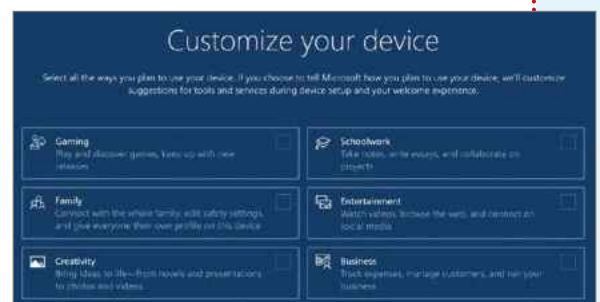 Customize your device
Select all the ways you plan to use your device. If you choose to tell Microsoft how you plan to use your device, we'll customize
suggestions for tools and services during device setup and your welcome experience.
Gaming
Play and discover games, keep up with new
releases
Schoolwork
Take notes, write essays, and collaborate on
projects
Family
Connect with the whole family, edit safety settings,
and give everyone their own profile on this device
Entertainment
Watch videos, browse the web, and connect on
social media
Creativity
Bring ideas to life—From novels and presentations
to photos and videos
Business
Track expenses, manage customers, and run your
business